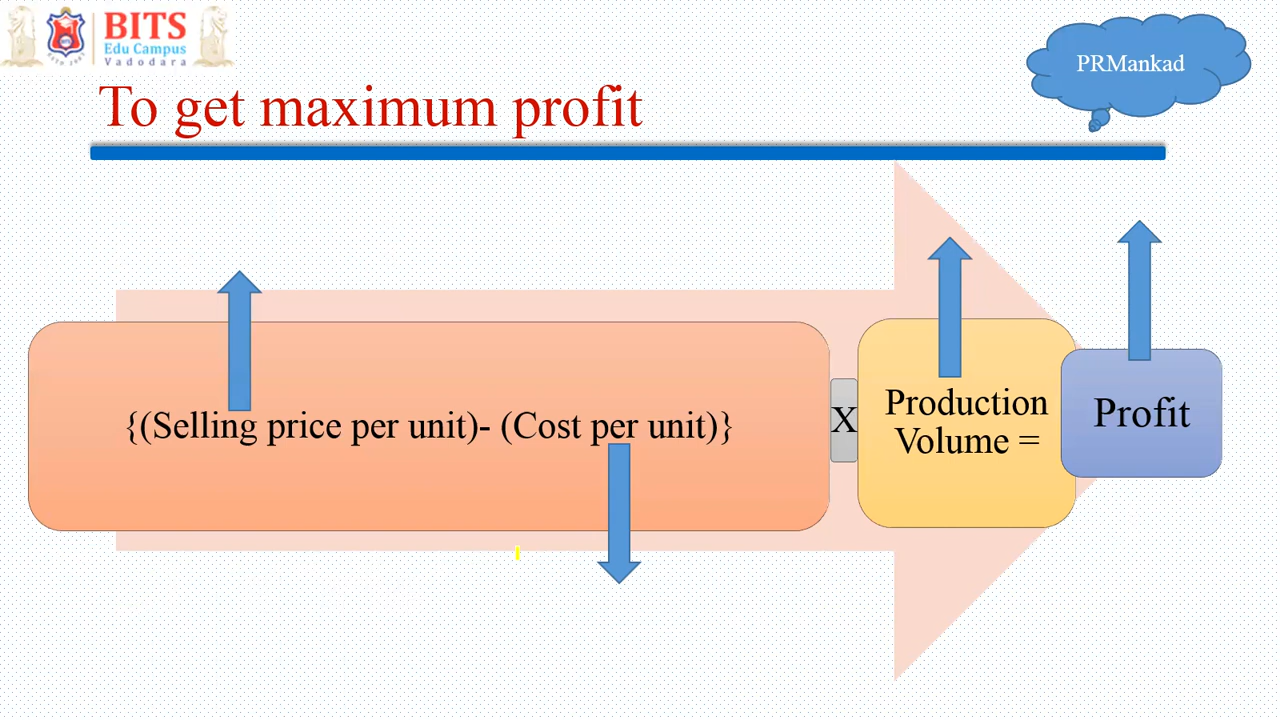 BITS
Edu Campus
Vadodara
PRMankad
To get maximum profit
{(Selling price per unit)- (Cost per unit)}
X
Production
Volume =
Profit